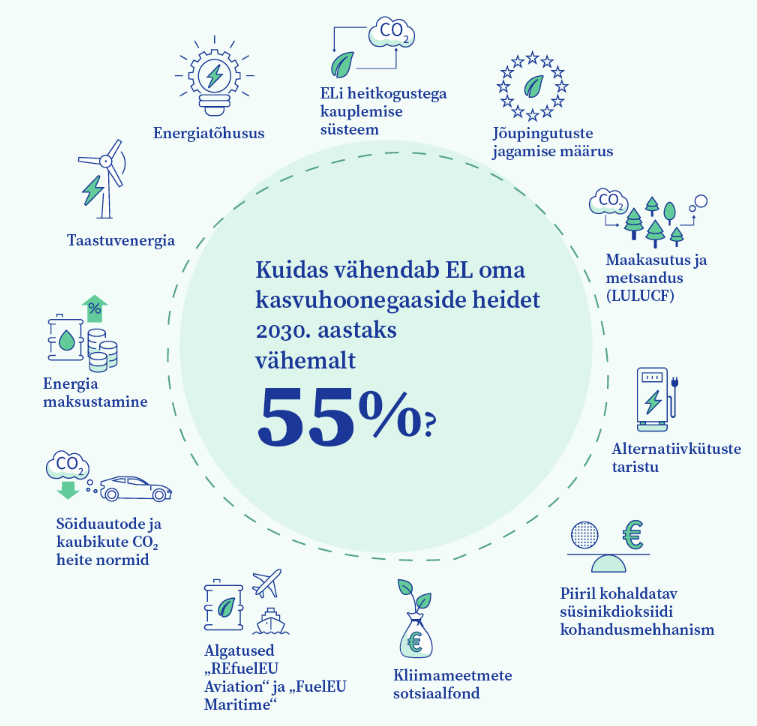 CO₂
ELi heitkogustega
kauplemise
süsteem
Jõupingutuste
jagamise määrus
CO₂
Maakasutus ja
metsandus
(LULUCF)
Alternatiivkütuste
taristu
€
Piiril kohaldatav
süsinikdioksiidi
kohandusmehhanism
€
Kliimameetmete
sotsiaalfond
Algatused
„REfuelEU
Aviation“ ja „FuelEU
Maritime“
CO₂
Sõiduautode ja
kaubikute CO₂
heite normid
%
Energia
maksustamine
Taastuvenergia
Energiatõhusus
Kuidas vähendab EL oma
kasvuhoonegaaside heidet
2030. aastaks
vähemalt
55%?